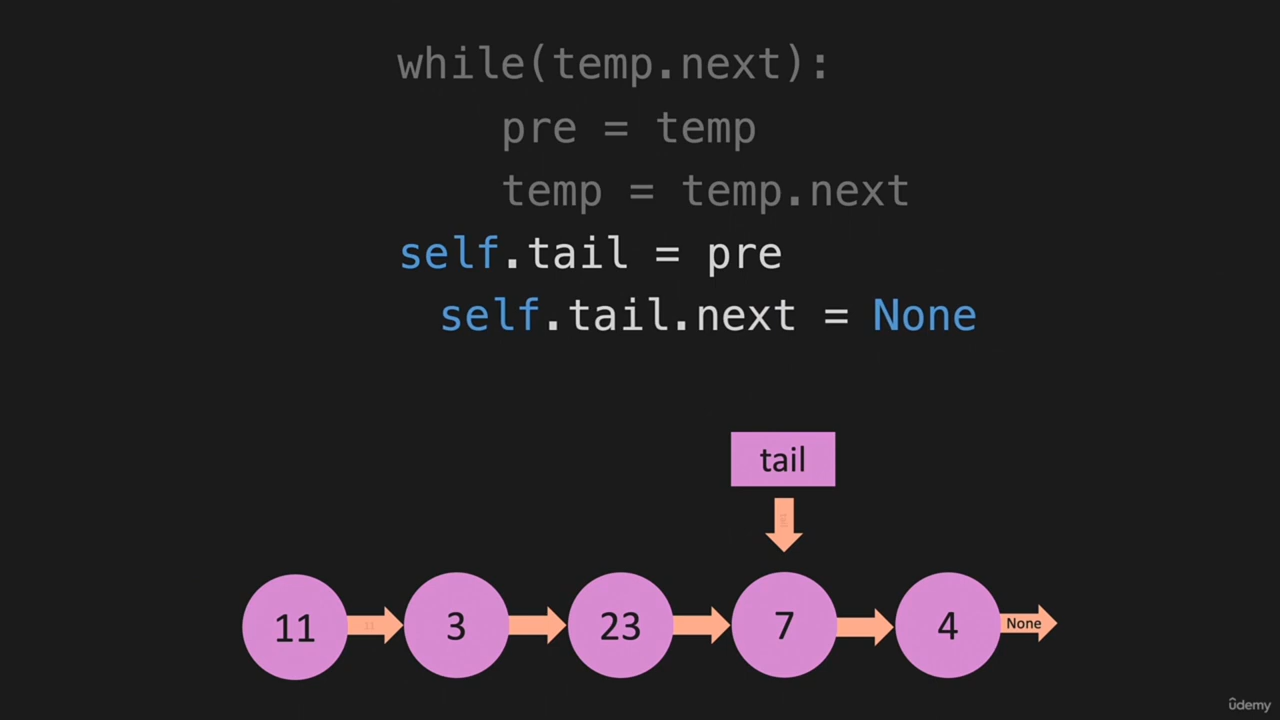 while(temp.next):
    pre = temp
    temp = temp.next
self.tail = pre
  self.tail.next = None
tail
11 3 23 7 4 None
11
ûdemy